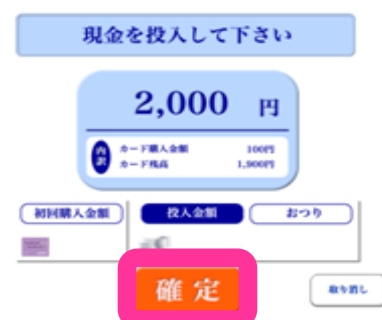 現金を投入して下さい
2,000 円
内訳
カード購入金額 100円
カード残高 1,900円
初回購入金額 投入金額 おつり
確定
取り消し